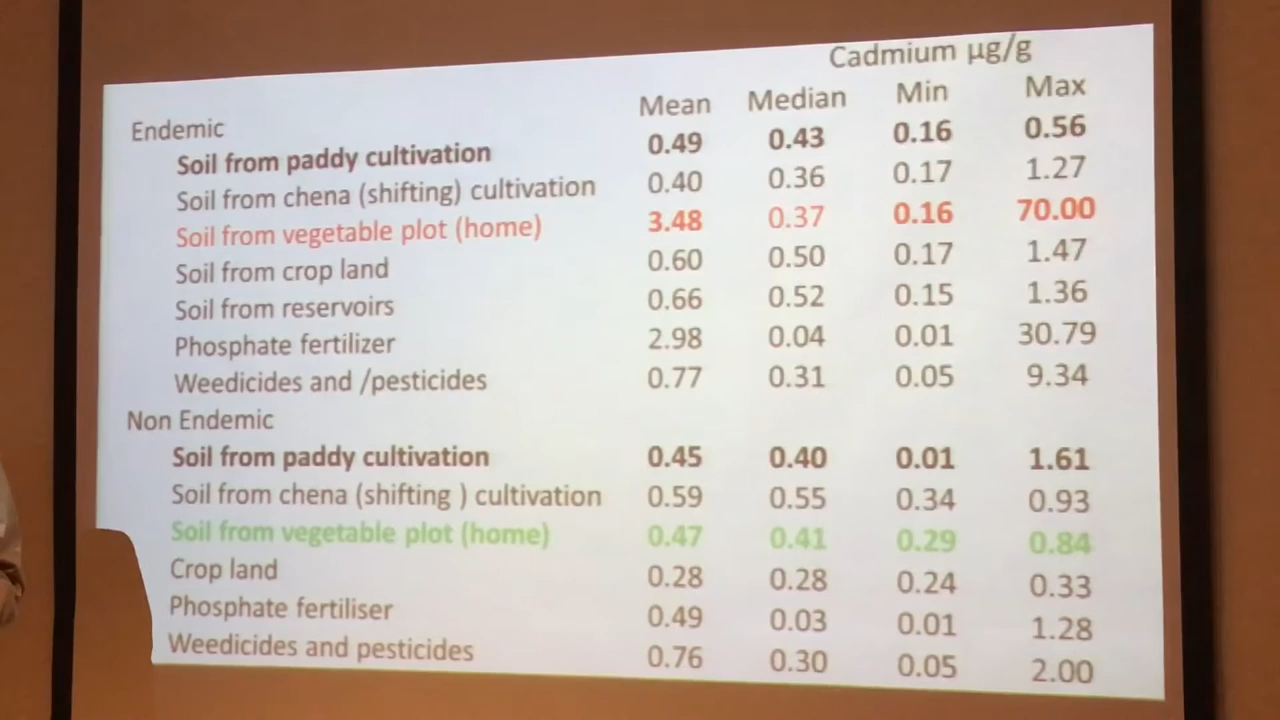 Cadmium µg/g
Mean Median Min Max
Endemic
Soil from paddy cultivation 0.49 0.43 0.16 0.56
Soil from chena (shifting) cultivation 0.40 0.36 0.17 1.27
Soil from vegetable plot (home) 3.48 0.37 0.16 70.00
Soil from crop land 0.60 0.50 0.17 1.47
Soil from reservoirs 0.66 0.52 0.15 1.36
Phosphate fertilizer 2.98 0.04 0.01 30.79
Weedicides and /pesticides 0.77 0.31 0.05 9.34
Non Endemic
Soil from paddy cultivation 0.45 0.40 0.01 1.61
Soil from chena (shifting ) cultivation 0.59 0.55 0.34 0.93
Soil from vegetable plot (home) 0.47 0.41 0.29 0.84
Crop land 0.28 0.28 0.24 0.33
Phosphate fertiliser 0.49 0.03 0.01 1.28
Weedicides and pesticides 0.76 0.30 0.05 2.00